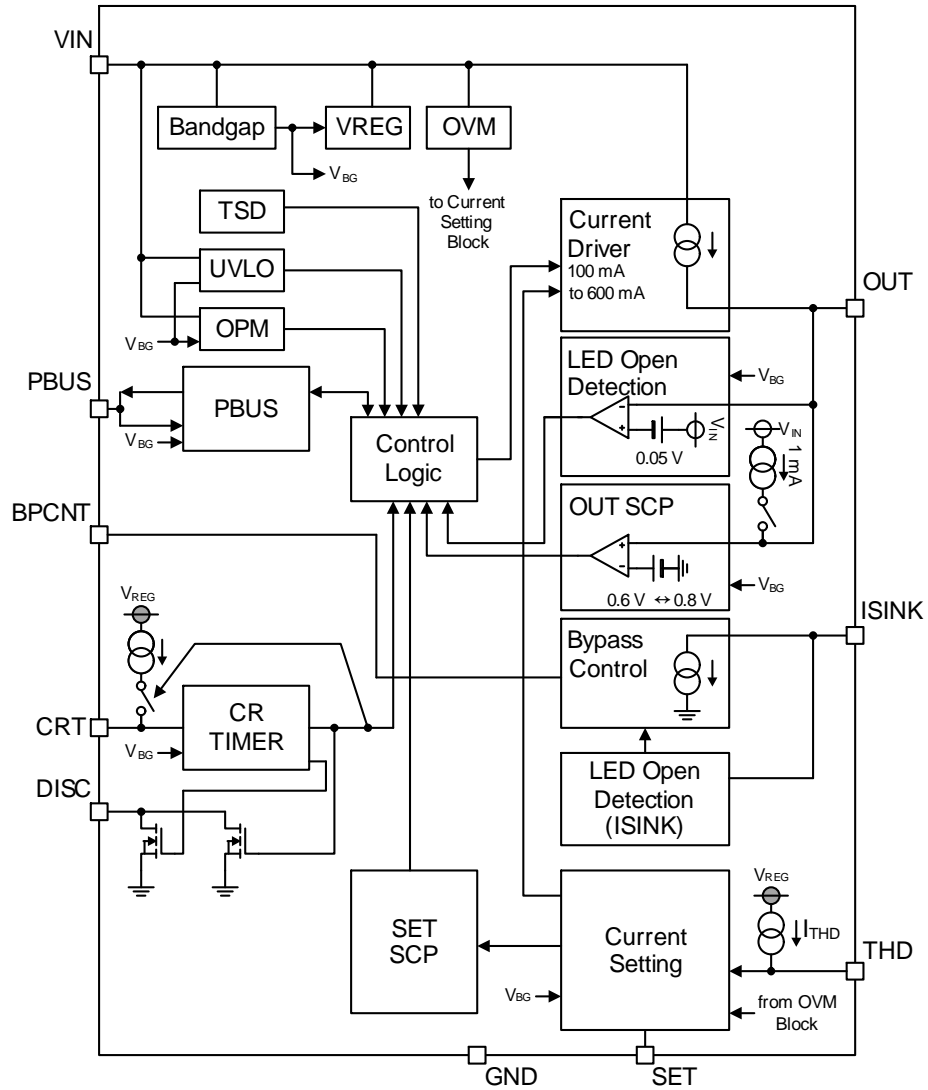 VIN
Bandgap
VREG
OVM
VBG
to Current
Setting
Block
TSD
UVLO
OPM
VBG
PBUS
PBUS
VBG
Control
Logic
Current
Driver
100 mA
to 600 mA
OUT
LED Open
Detection
VBG
VIN
0.05 V
VIN
1 mA
OUT SCP
0.6 V ↔ 0.8 V
VBG
BPCNT
ISINK
Bypass
Control
VREG
CRT
CR
TIMER
VBG
DISC
LED Open
Detection
(ISINK)
SET
SCP
Current
Setting
VBG
VREG
ITHD
THD
from OVM
Block
GND
SET